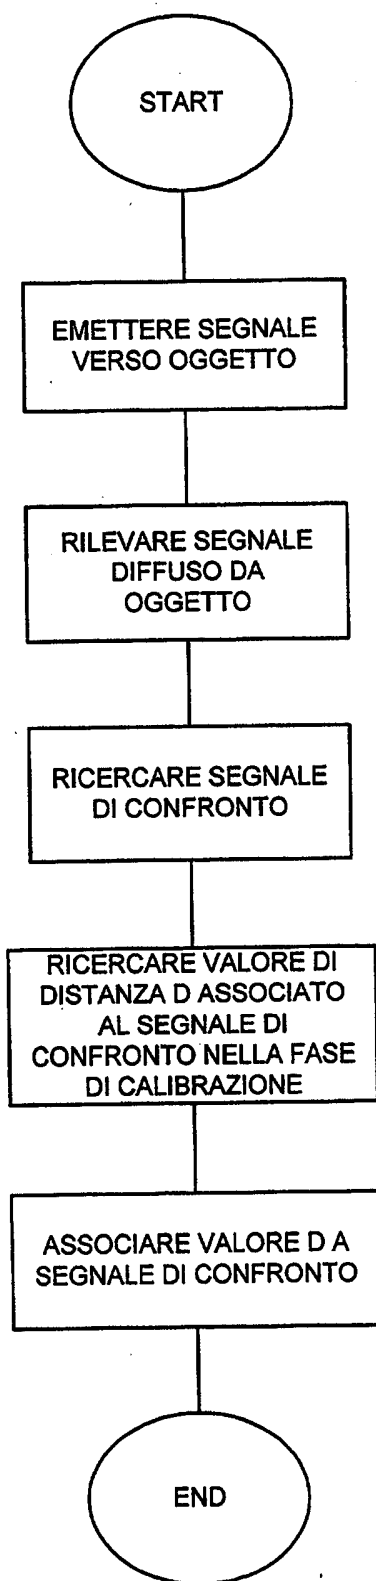 START
EMETTERE SEGNALE
VERSO OGGETTO
RILEVARE SEGNALE
DIFFUSO DA
OGGETTO
RICERCARE SEGNALE
DI CONFRONTO
RICERCARE VALORE DI
DISTANZA D ASSOCIATO
AL SEGNALE DI
CONFRONTO NELLA FASE
DI CALIBRAZIONE
ASSOCIARE VALORE D A
SEGNALE DI CONFRONTO
END